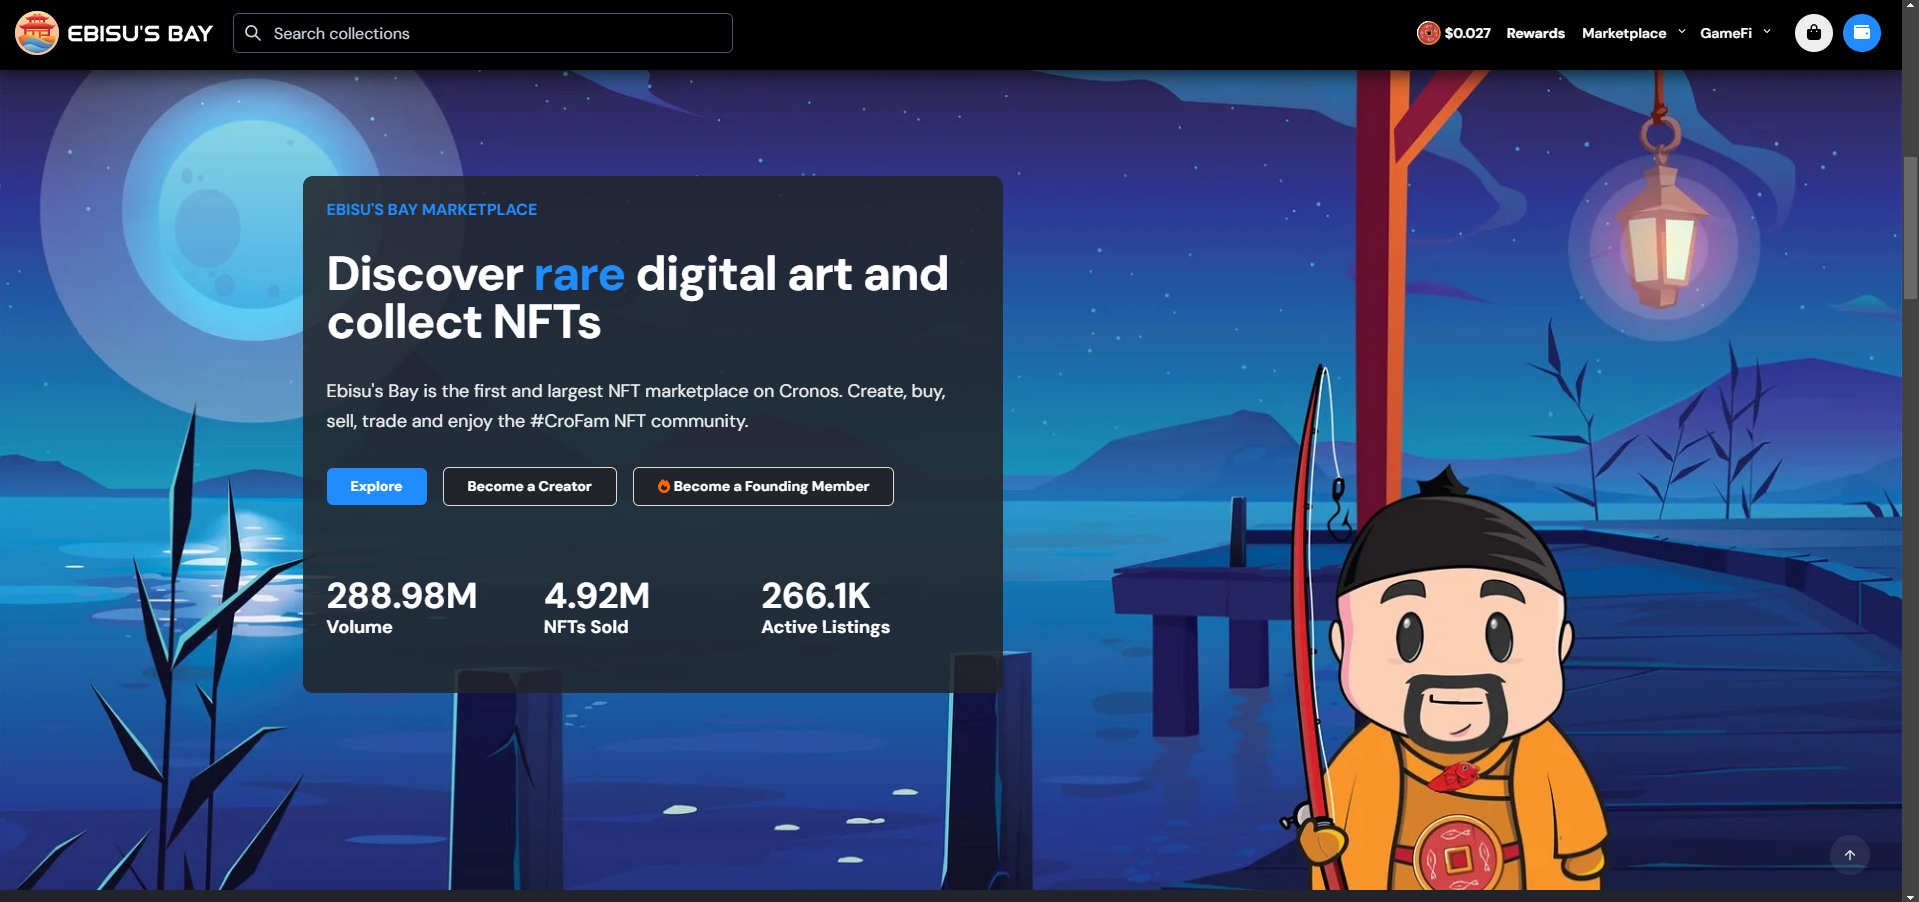 EBISU'S BAY
Search collections
$0.027
Rewards
Marketplace
GameFi
EBISU'S BAY MARKETPLACE
Discover rare digital art and
collect NFTs
Ebisu's Bay is the first and largest NFT marketplace on Cronos. Create, buy,
sell, trade and enjoy the #CroFam NFT community.
Explore
Become a Creator
Become a Founding Member
288.98M
Volume
4.92M
NFTs Sold
266.1K
Active Listings